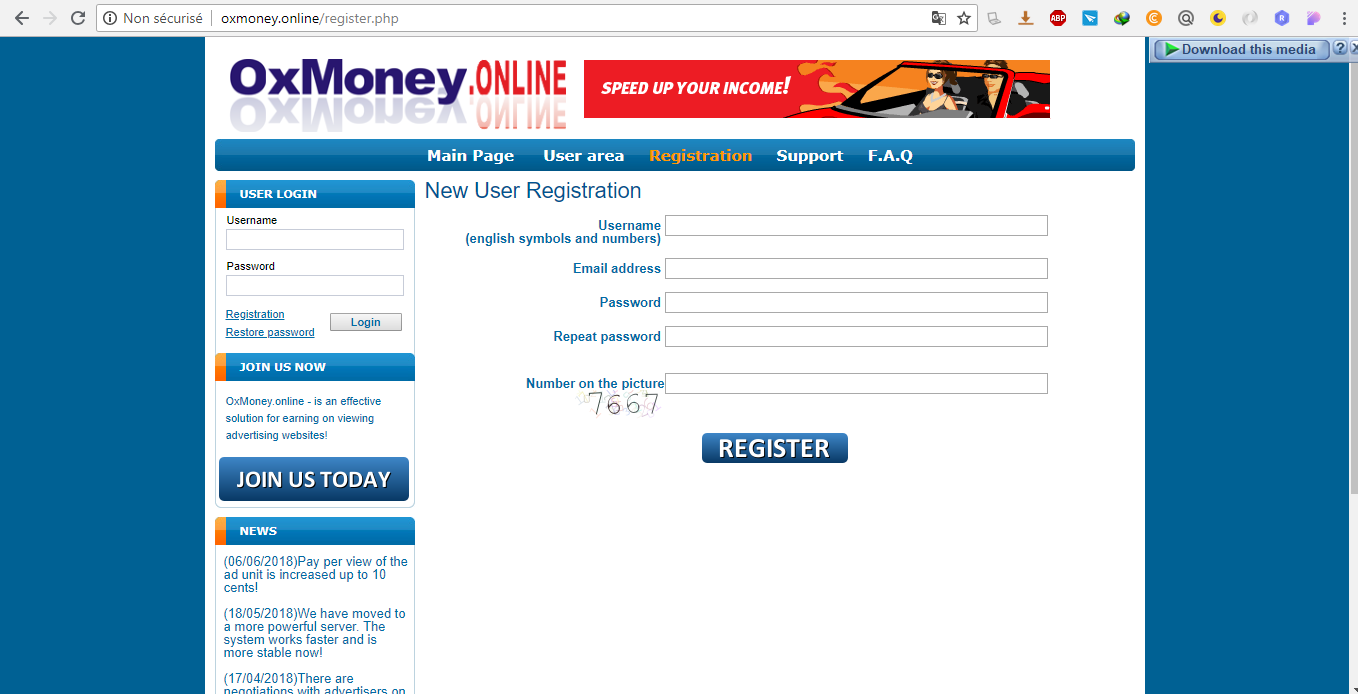 Non sécurisé
oxmoney.online/register.php
ABP
C
R
Download this media
?
OxMoney.ONLINE
SPEED UP YOUR INCOME!
Main Page
User area
Registration
Support
F.A.Q
USER LOGIN
Username
Password
Registration
Login
Restore password
JOIN US NOW
OxMoney.online - is an effective
solution for earning on viewing
advertising websites!
JOIN US TODAY
NEWS
(06/06/2018)Pay per view of the
ad unit is increased up to 10
cents!
(18/05/2018)We have moved to
a more powerful server. The
system works faster and is
more stable now!
(17/04/2018)There are
negotiations with advertisers on
New User Registration
Username
(english symbols and numbers)
Email address
Password
Repeat password
Number on the picture
7667
REGISTER